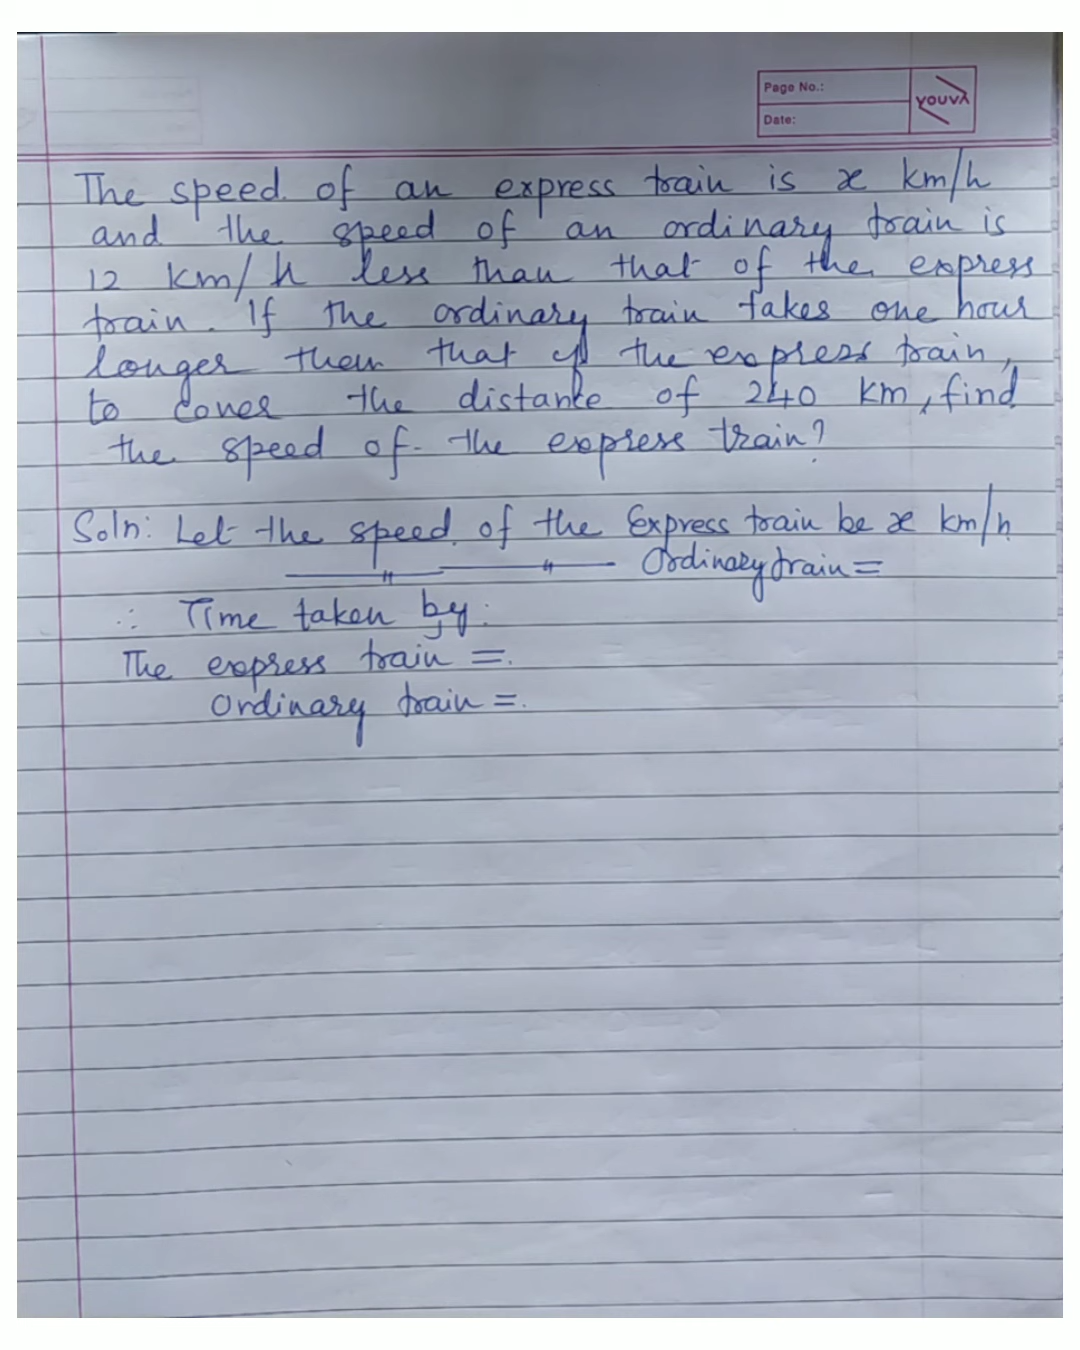 Page No.:
Date:
YOUVA
The speed of an express train is x km/h
and the speed of an ordinary train is
12 km/h less than that of the express
train. If the ordinary train takes one hour
longer then that of the express train,
to cover the distance of 240 km, find
the speed of the express train?
Soln: Let the speed of the Express train be x km/h
—〃— —〃— Ordinary train =
∴ Time taken by:
The express train =.
Ordinary train =.